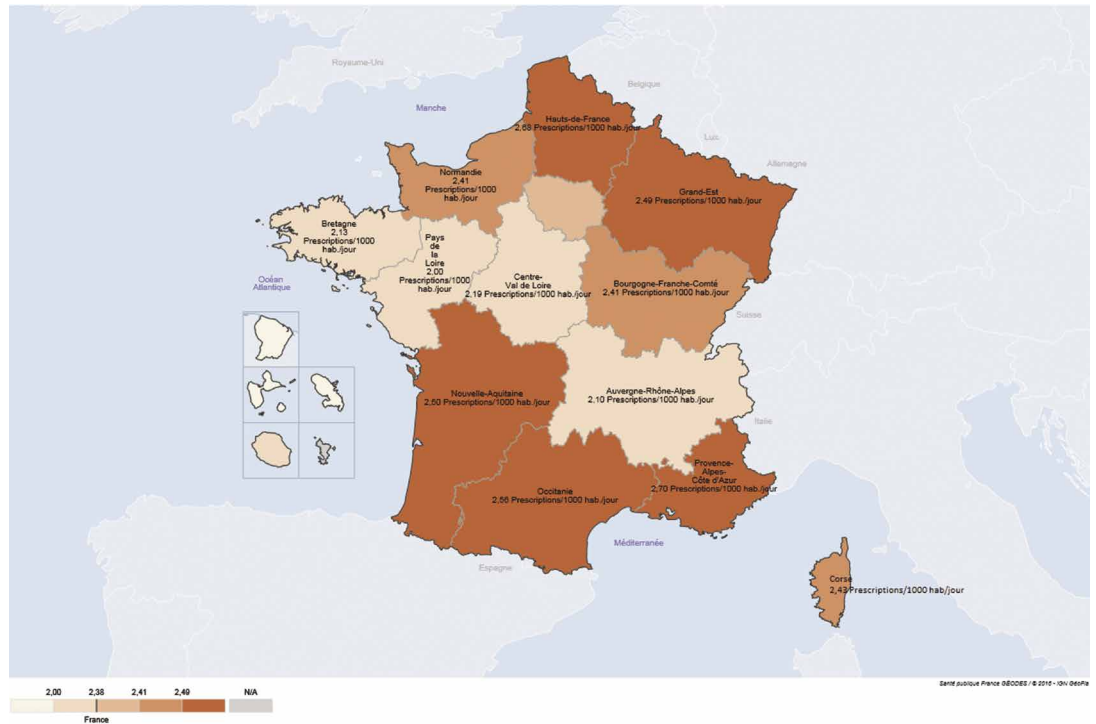 Royaume-Uni
Belgique
Manche
Hauts-de-France
2,68 Prescriptions/1000 hab./jour
Lux.
Allemagne
Normandie
2,41
Prescriptions/1000
hab./jour
Grand-Est
2,49 Prescriptions/1000 hab./jour
Bretagne
2,13
Prescriptions/1000
hab./jour
Pays
de
la
Loire
2,00
Prescriptions/1000
hab./jour
Centre-
Val de Loire
2,19 Prescriptions/1000 hab./jour
Bourgogne-Franche-Comté
2,41 Prescriptions/1000 hab./jour
Océan
Atlantique
Suisse
Nouvelle-Aquitaine
2,60 Prescriptions/1000 hab./jour
Auvergne-Rhône-Alpes
2,10 Prescriptions/1000 hab./jour
Italie
Provence-
Alpes-
Côte d'Azur
2,70 Prescriptions/1000 hab./jour
Occitanie
2,56 Prescriptions/1000 hab./jour
Méditerranée
Espagne
Corse
2,43 Prescriptions/1000 hab/jour
Santé publique France GÉODES / © 2016 - IGN GéoFla
2,00 2,38 2,41 2,49 N/A
France